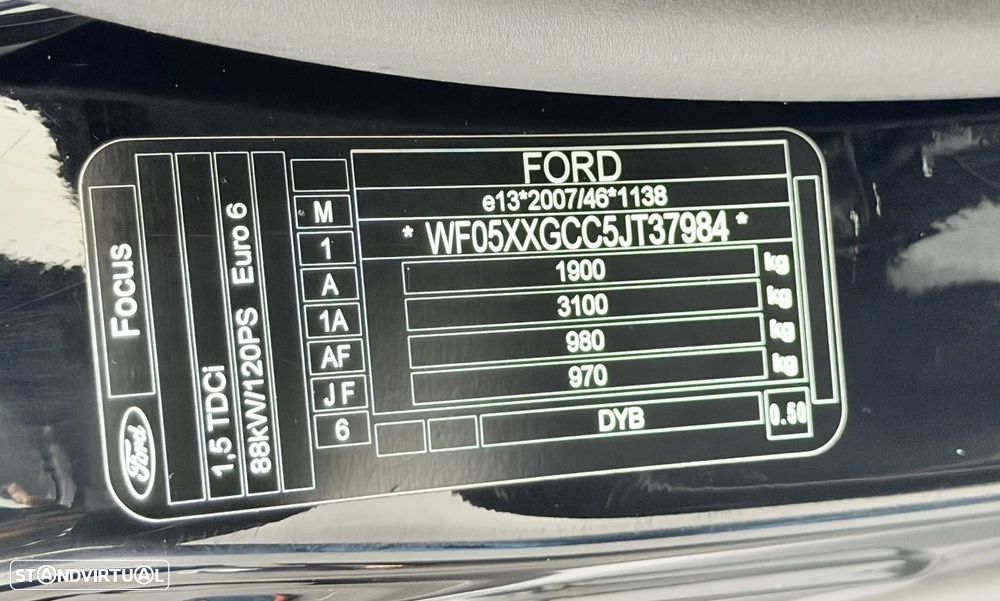 FORD
e13*2007/46*1138
* WF05XXGCC5JT37984 *
1900 kg
3100 kg
980 kg
970 kg
DYB
0.50
M
1
A
1A
AF
J F
6
Focus
1,5 TDCi
88kW/120PS Euro 6
Ford
STANDVIRTUAL